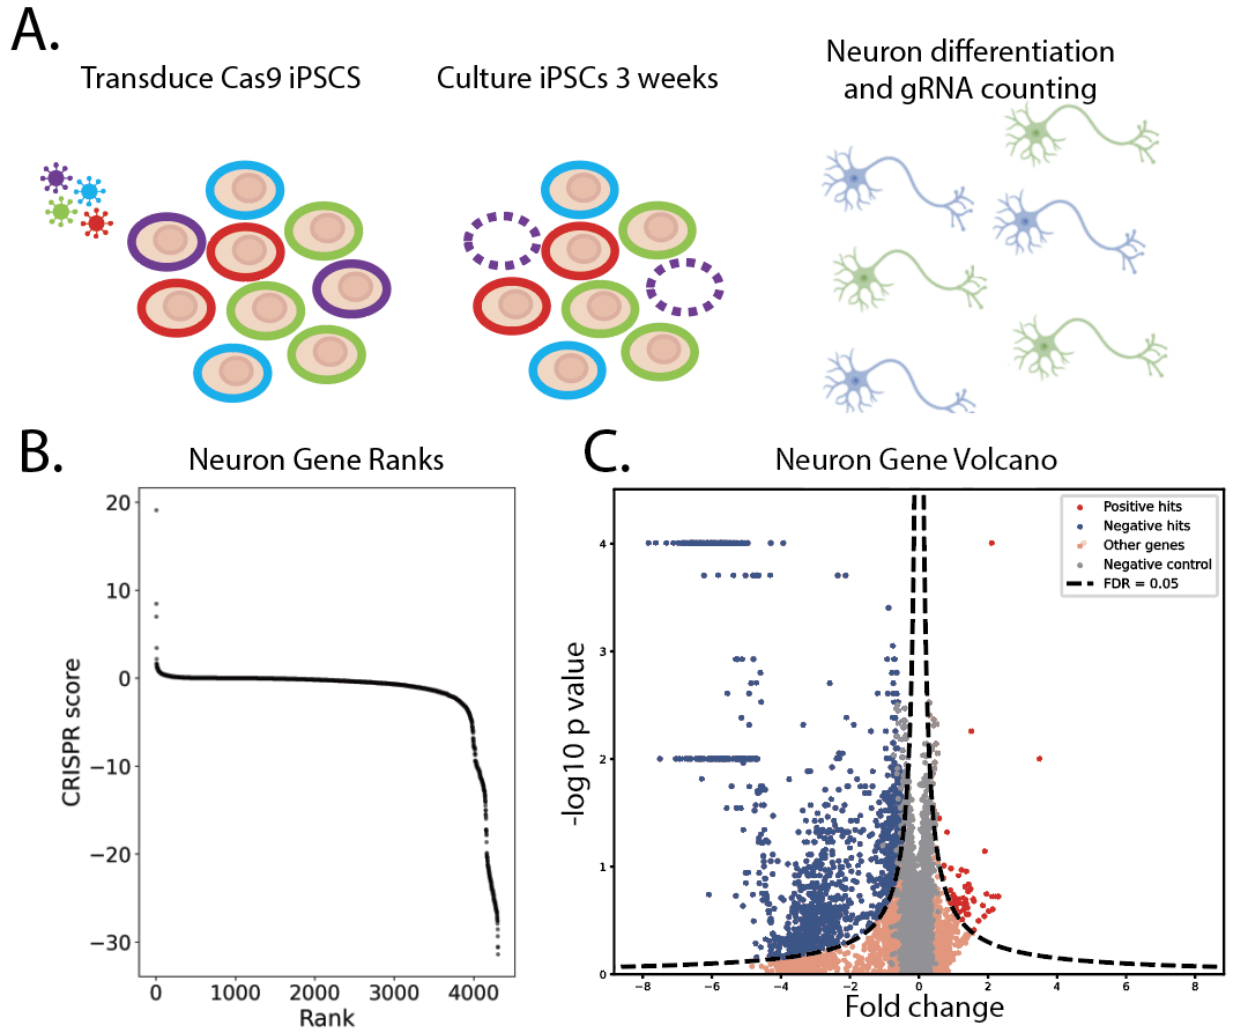 A.
Transduce Cas9 iPSCS
Culture iPSCs 3 weeks
Neuron differentiation
and gRNA counting
B.
Neuron Gene Ranks
CRISPR score
20
10
0
−10
−20
−30
0 1000 2000 3000 4000
Rank
C.
Neuron Gene Volcano
-log10 p value
4
3
2
1
0
Positive hits
Negative hits
Other genes
Negative control
FDR = 0.05
−8 −6 −4 −2 0 2 4 6 8
Fold change